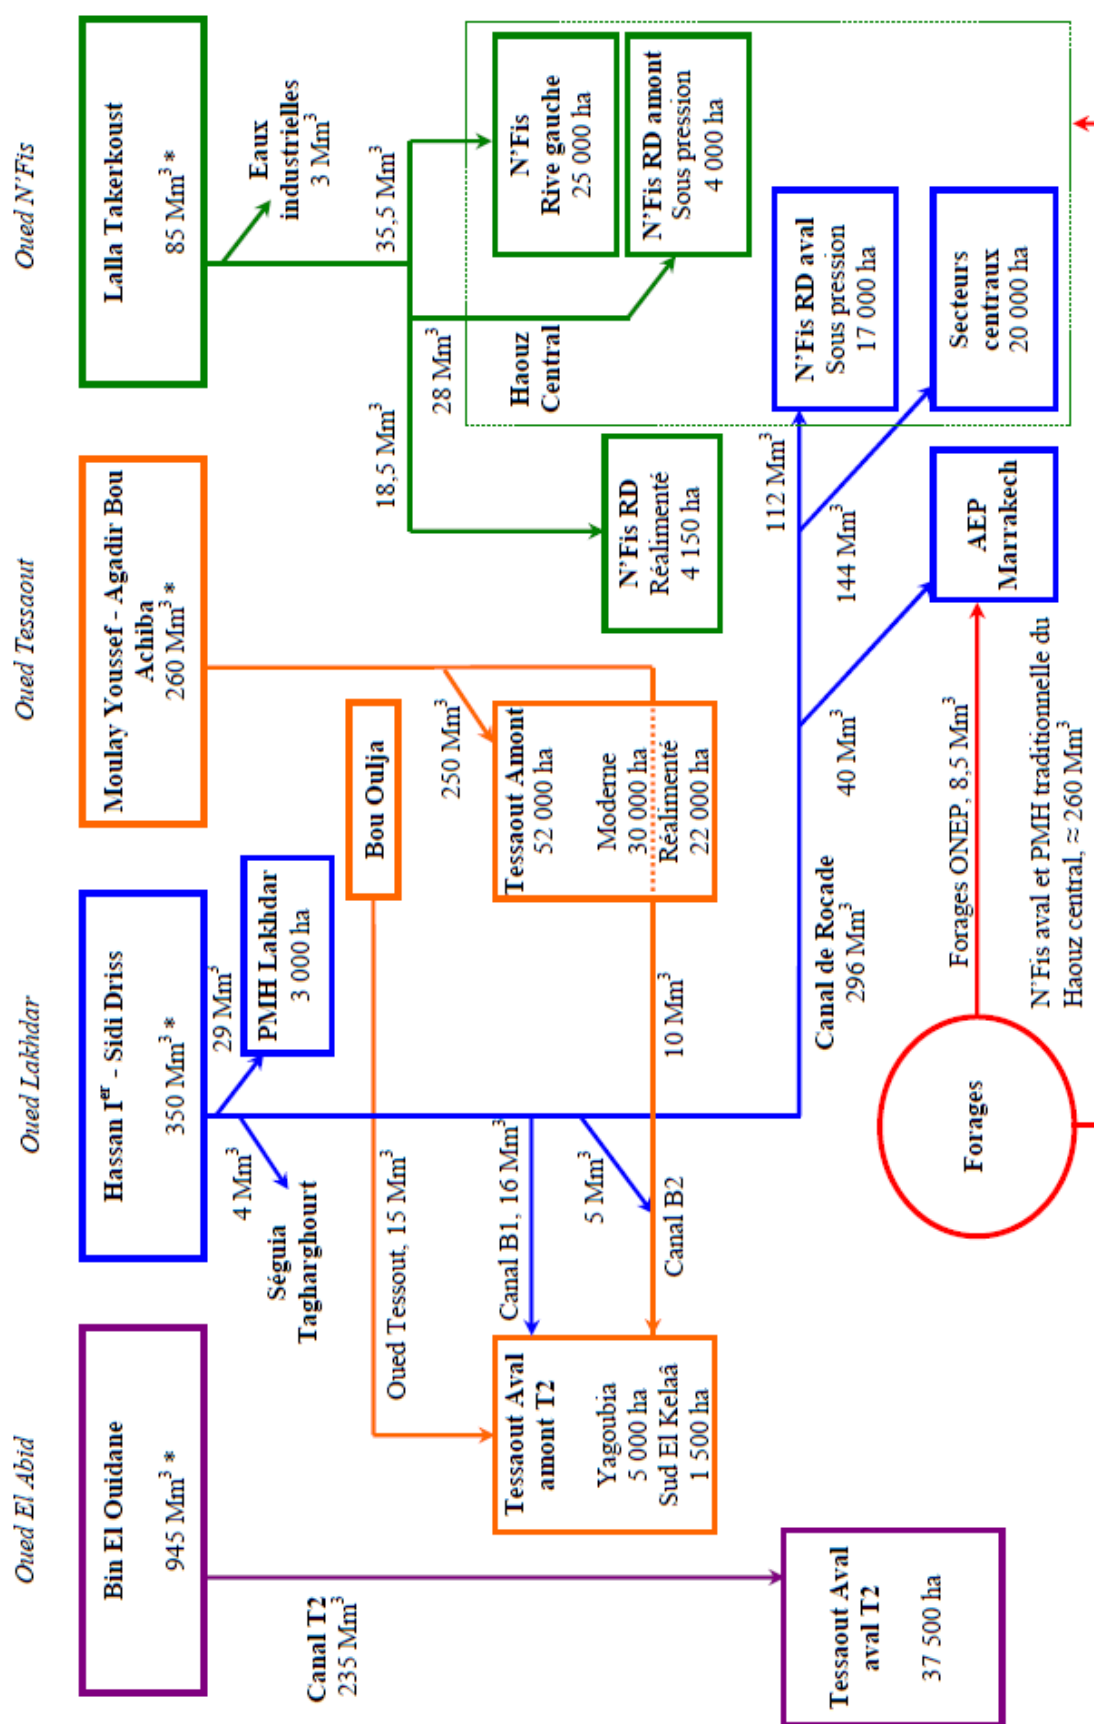 Oued El Abid
Oued Lakhdar
Oued Tessaout
Oued N'Fis
Bin El Ouidane
945 Mm³ *
Hassan Iᵉʳ - Sidi Driss
350 Mm³ *
Moulay Youssef - Agadir Bou
Achiba
260 Mm³ *
Lalla Takerkoust
85 Mm³ *
Canal T2
235 Mm³
4 Mm³
Séguia
Tagharghourt
29 Mm³
PMH Lakhdar
3 000 ha
Bou Oulja
Eaux
industrielles
3 Mm³
Oued Tessout, 15 Mm³
250 Mm³
18,5 Mm³
28 Mm³
35,5 Mm³
Canal B1, 16 Mm³
5 Mm³
Canal B2
10 Mm³
Tessaout Aval
amont T2
Yagoubia
5 000 ha
Sud El Kelaâ
1 500 ha
Tessaout Amont
52 000 ha
Moderne
30 000 ha
Réalimenté
22 000 ha
N'Fis RD
Réalimenté
4 150 ha
Haouz
Central
N'Fis
Rive gauche
25 000 ha
N'Fis RD amont
Sous pression
4 000 ha
Tessaout Aval
aval T2
37 500 ha
Canal de Rocade
296 Mm³
40 Mm³
144 Mm³
112 Mm³
N'Fis RD aval
Sous pression
17 000 ha
AEP
Marrakech
Secteurs
centraux
20 000 ha
Forages
Forages ONEP, 8,5 Mm³
N'Fis aval et PMH traditionnelle du
Haouz central, ≈ 260 Mm³